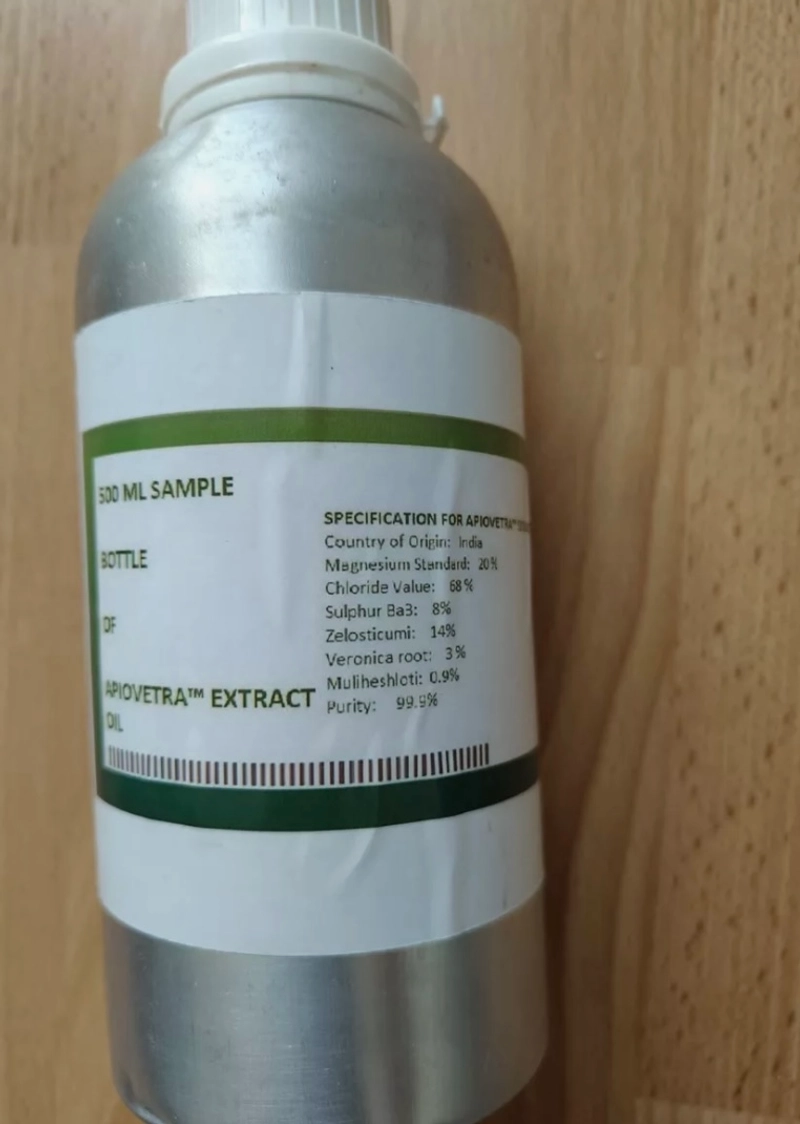 500 ML SAMPLE
BOTTLE
OF
APIOVETRA™ EXTRACT
OIL
SPECIFICATION FOR APIOVETRA™
Country of Origin: India
Magnesium Standard: 20%
Chloride Value: 68%
Sulphur Ba3: 8%
Zelosticumi: 14%
Veronica root: 3%
Muliheshloti: 0.9%
Purity: 99.9%